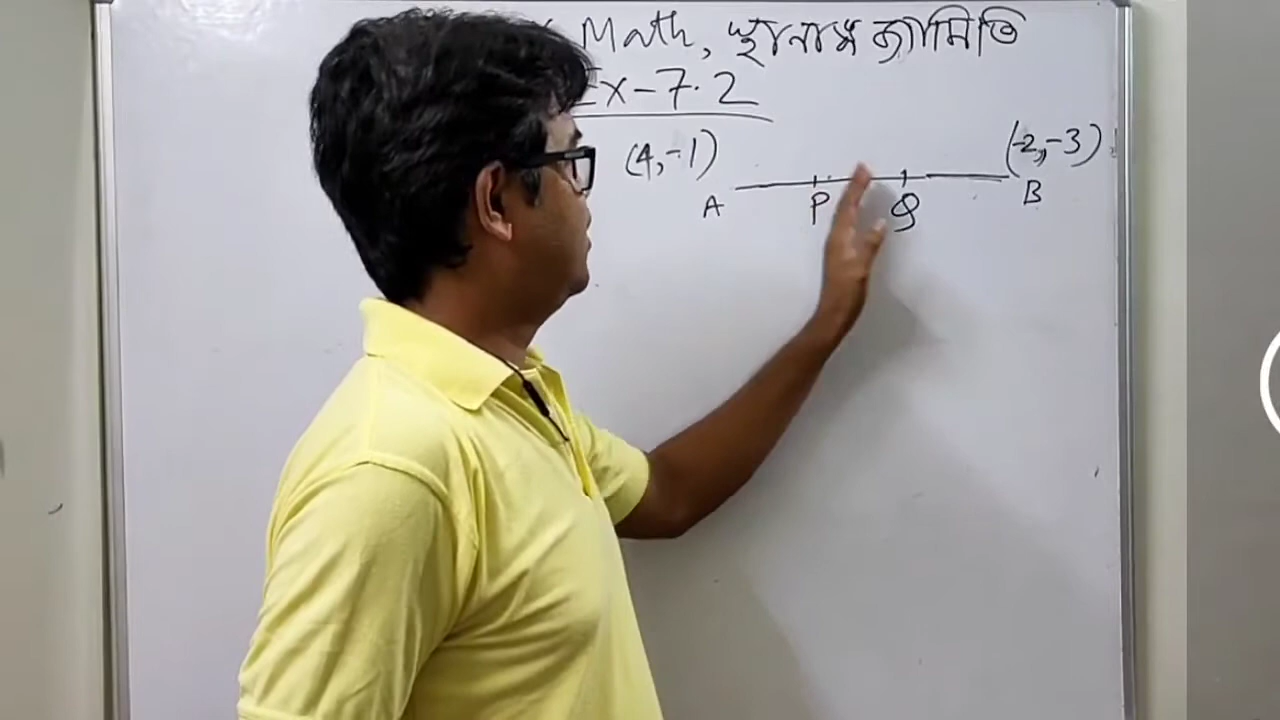 Math, স্থানাঙ্ক জ্যামিতি
Ex-7.2
(4,-1) (-2,-3)
A P Q B